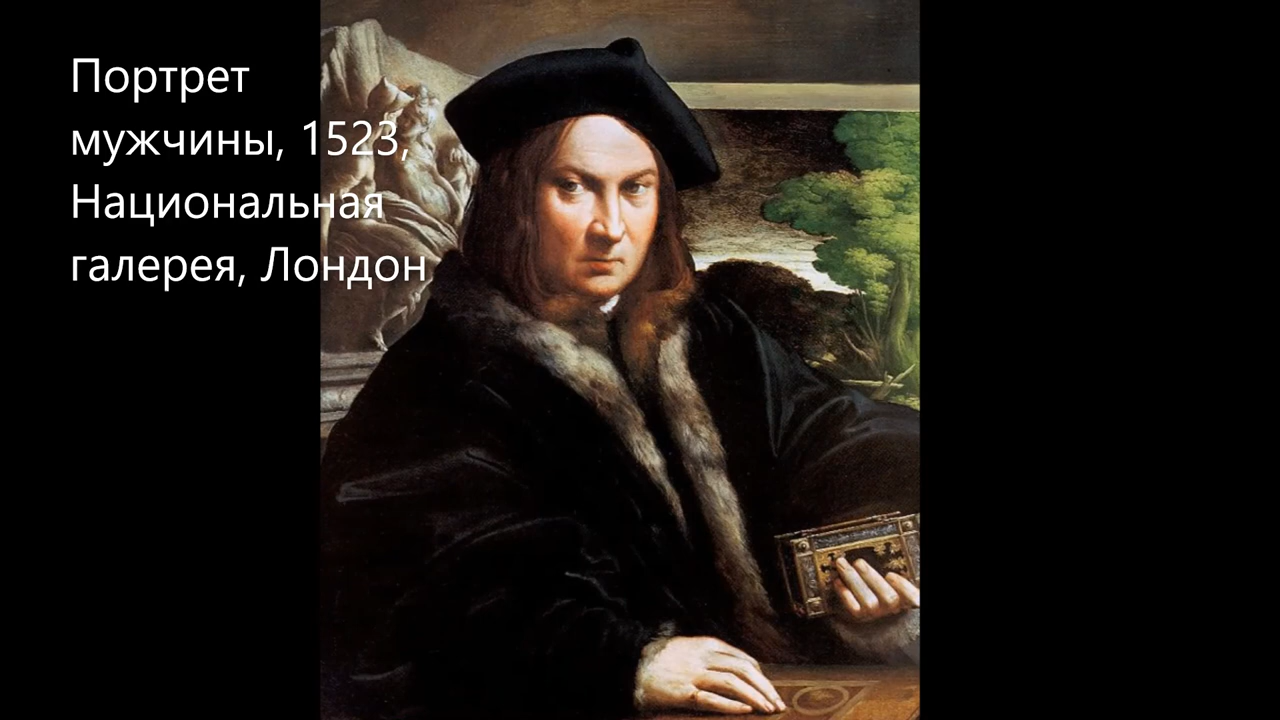 Портрет
мужчины, 1523,
Национальная
галерея, Лондон